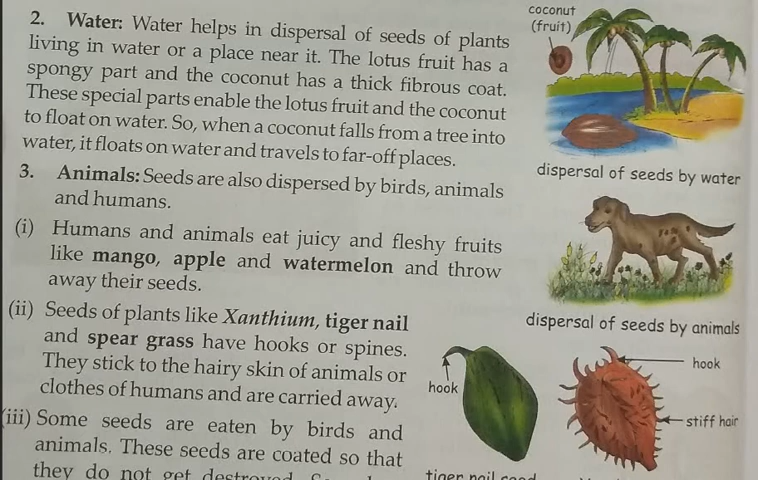 2. Water: Water helps in dispersal of seeds of plants
living in water or a place near it. The lotus fruit has a
spongy part and the coconut has a thick fibrous coat.
These special parts enable the lotus fruit and the coconut
to float on water. So, when a coconut falls from a tree into
water, it floats on water and travels to far-off places.
coconut
(fruit)
dispersal of seeds by water
3. Animals: Seeds are also dispersed by birds, animals
and humans.
(i) Humans and animals eat juicy and fleshy fruits
like mango, apple and watermelon and throw
away their seeds.
dispersal of seeds by animals
(ii) Seeds of plants like Xanthium, tiger nail
and spear grass have hooks or spines.
They stick to the hairy skin of animals or
clothes of humans and are carried away.
hook
hook
stiff hair
(iii) Some seeds are eaten by birds and
animals. These seeds are coated so that
they do not get destroyed.
tiger nail seed